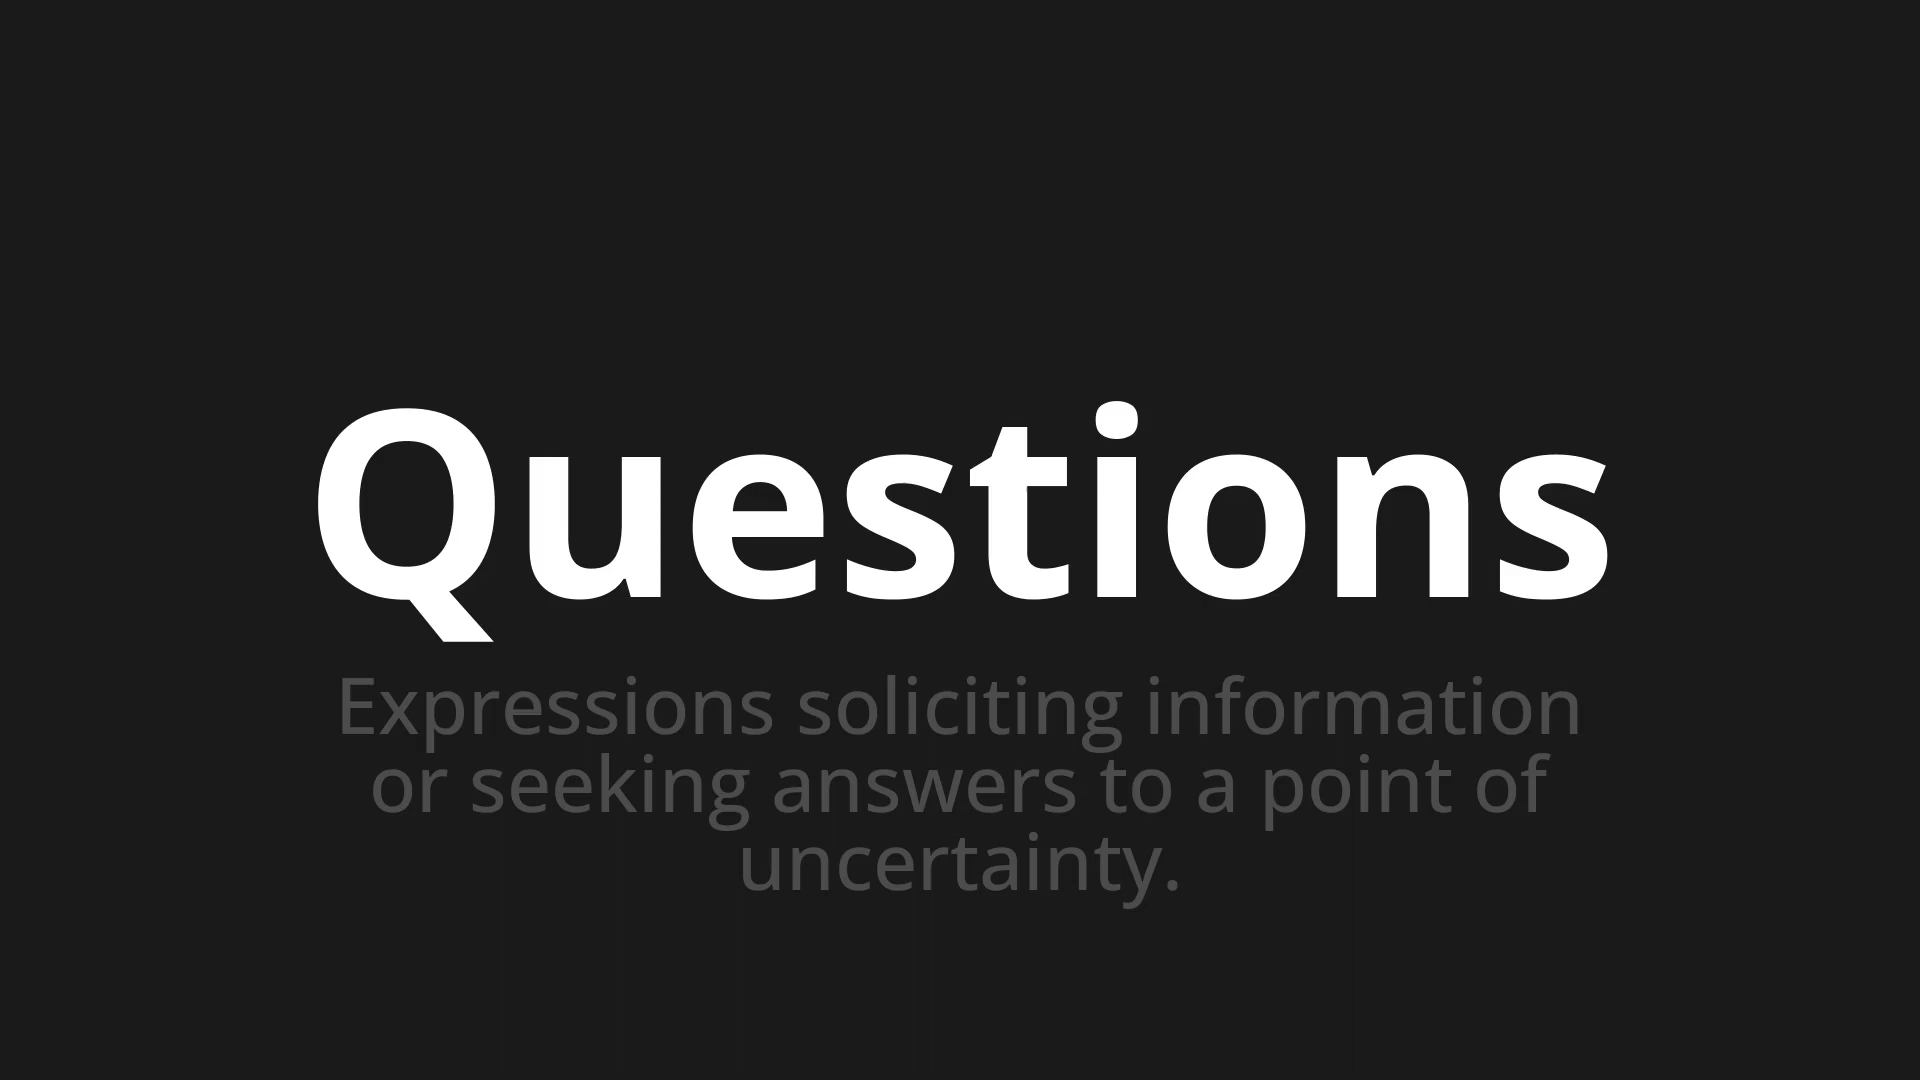 Questions
Expressions soliciting information
or seeking answers to a point of
uncertainty.